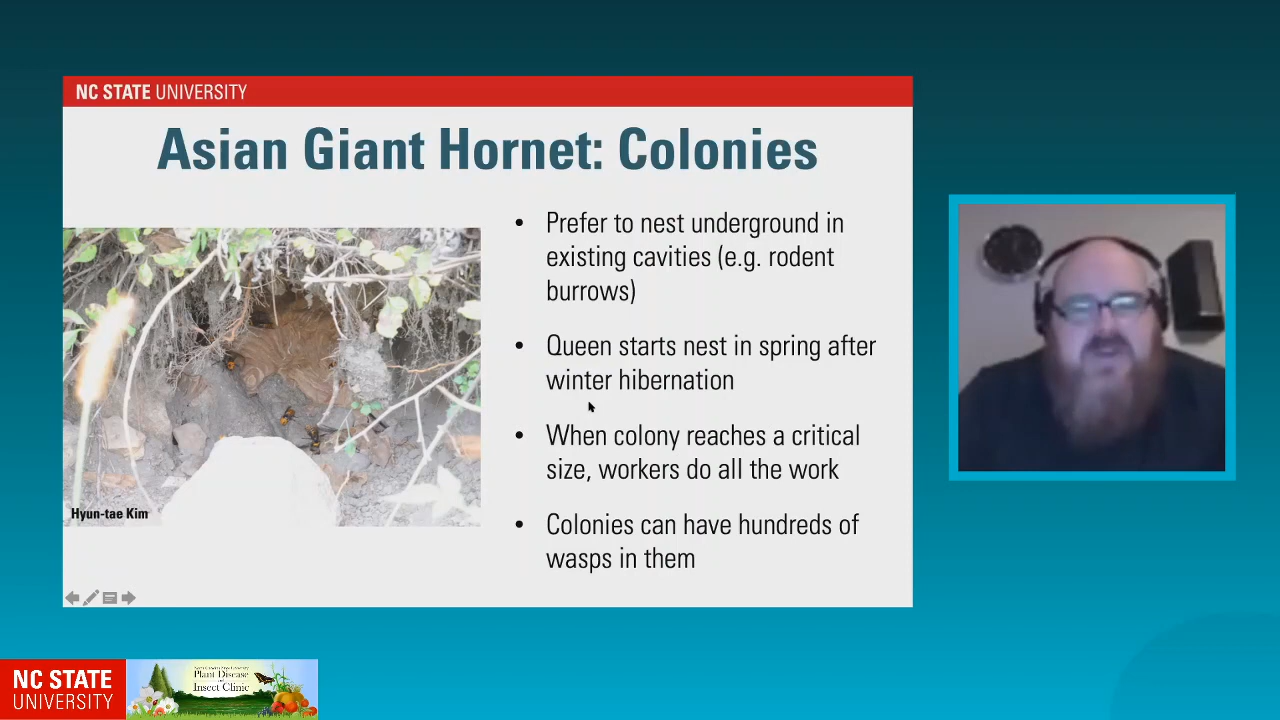 NC STATE UNIVERSITY
Asian Giant Hornet: Colonies
• Prefer to nest underground in
existing cavities (e.g. rodent
burrows)
• Queen starts nest in spring after
winter hibernation
• When colony reaches a critical
size, workers do all the work
• Colonies can have hundreds of
wasps in them
Hyun-tae Kim
NC STATE
UNIVERSITY
Plant Disease
Insect Clinic